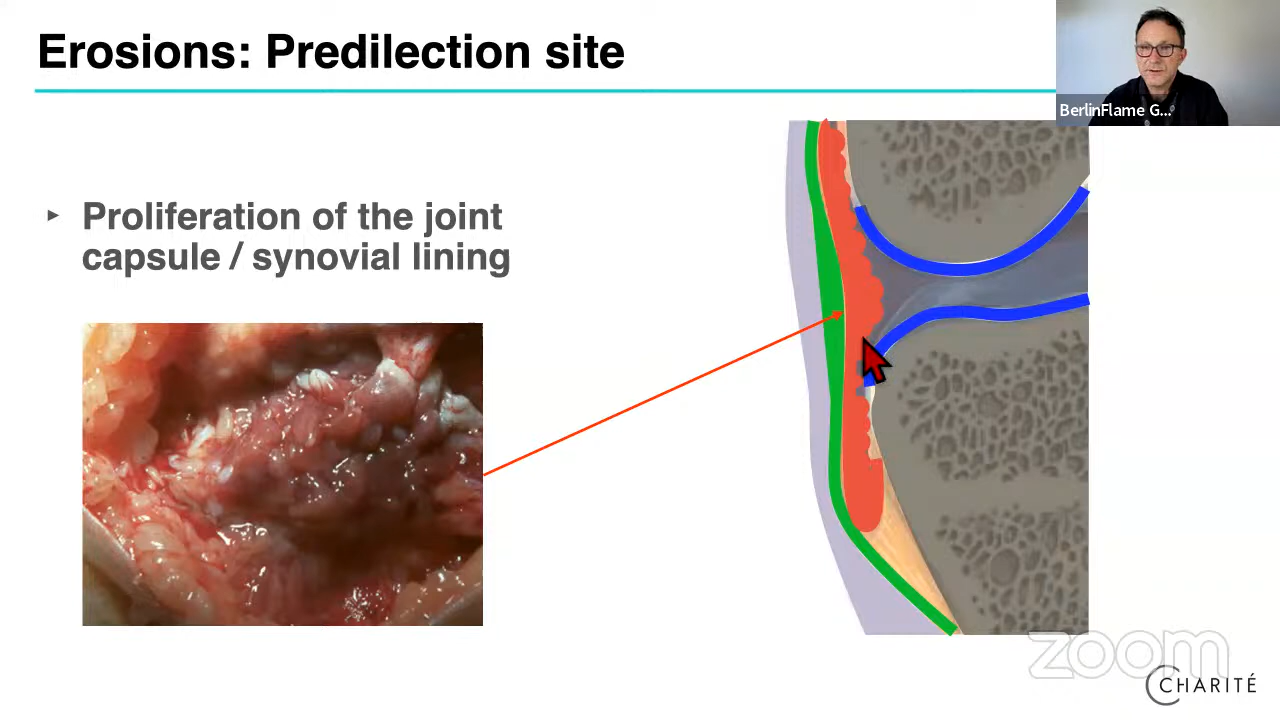 Erosions: Predilection site
BerlinFlame G...
▸ Proliferation of the joint
capsule / synovial lining
zoom
CHARITÉ